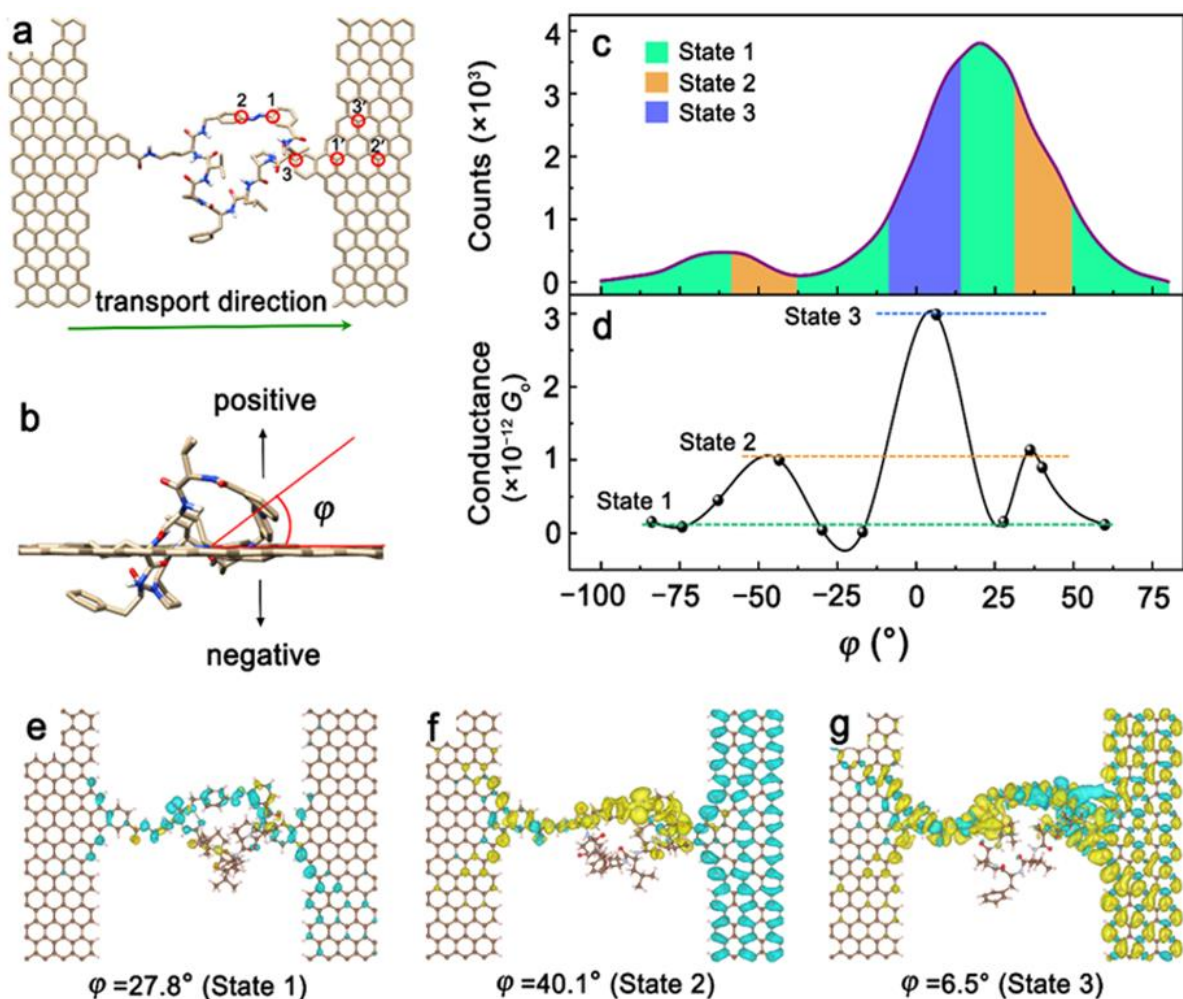 a
2
1
3'
1'
2'
3
transport direction
b
positive
φ
negative
c
State 1
State 2
State 3
Counts (×10³)
4
3
2
1
0
d
State 3
State 2
State 1
Conductance
(×10⁻¹² Gₒ)
3
2
1
0
−100 −75 −50 −25 0 25 50 75
φ (°)
e
φ =27.8° (State 1)
f
φ =40.1° (State 2)
g
φ =6.5° (State 3)